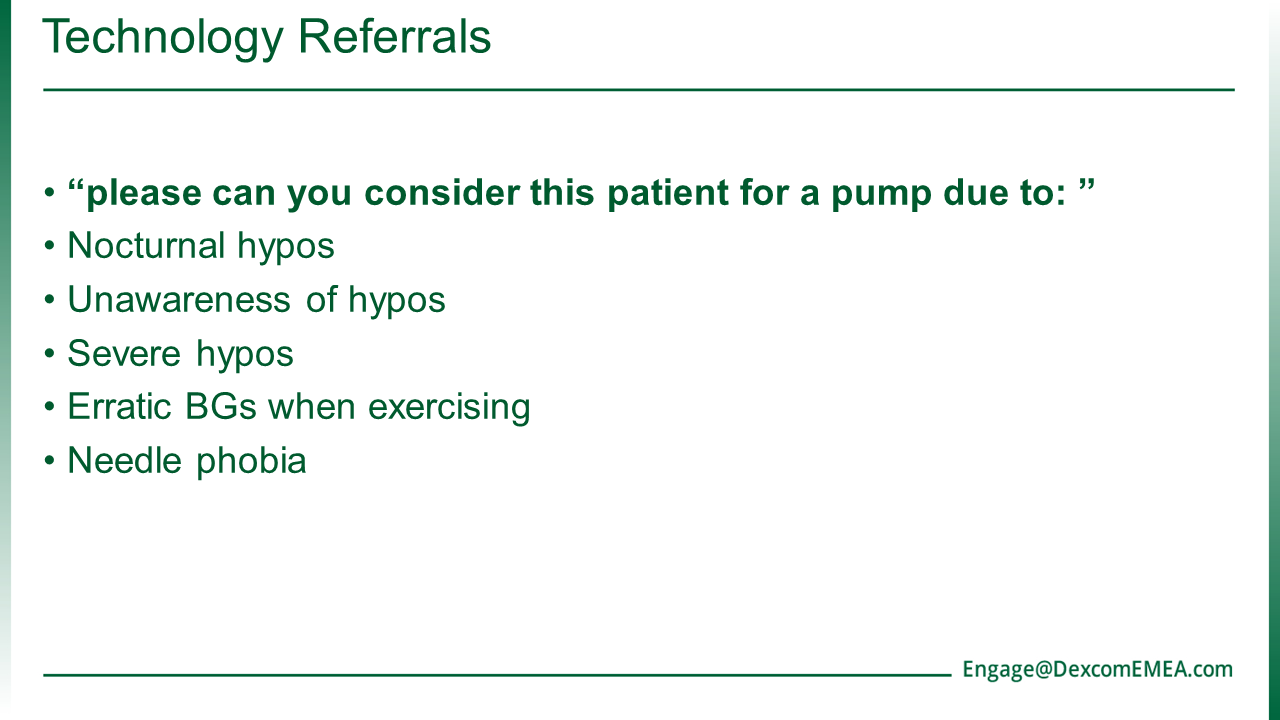 Technology Referrals
• “please can you consider this patient for a pump due to: ”
• Nocturnal hypos
• Unawareness of hypos
• Severe hypos
• Erratic BGs when exercising
• Needle phobia
Engage@DexcomEMEA.com